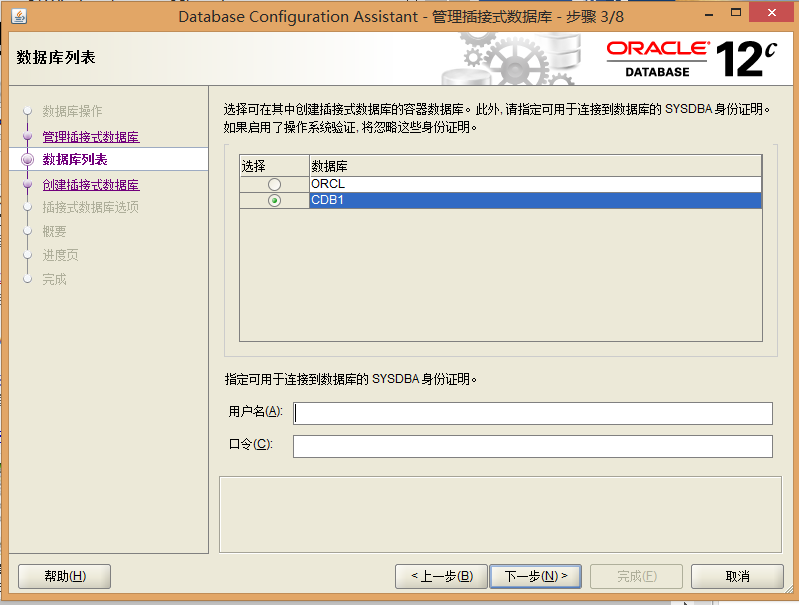 Database Configuration Assistant - 管理插接式数据库 - 步骤 3/8
数据库列表
ORACLE
DATABASE
12c
数据库操作
管理插接式数据库
数据库列表
创建插接式数据库
插接式数据库选项
概要
进度页
完成
选择可在其中创建插接式数据库的容器数据库。此外, 请指定可用于连接到数据库的 SYSDBA 身份证明。
如果启用了操作系统验证, 将忽略这些身份证明。
选择 数据库
ORCL
CDB1
指定可用于连接到数据库的 SYSDBA 身份证明。
用户名(A):
口令(C):
帮助(H) < 上一步(B) 下一步(N) > 完成(F) 取消